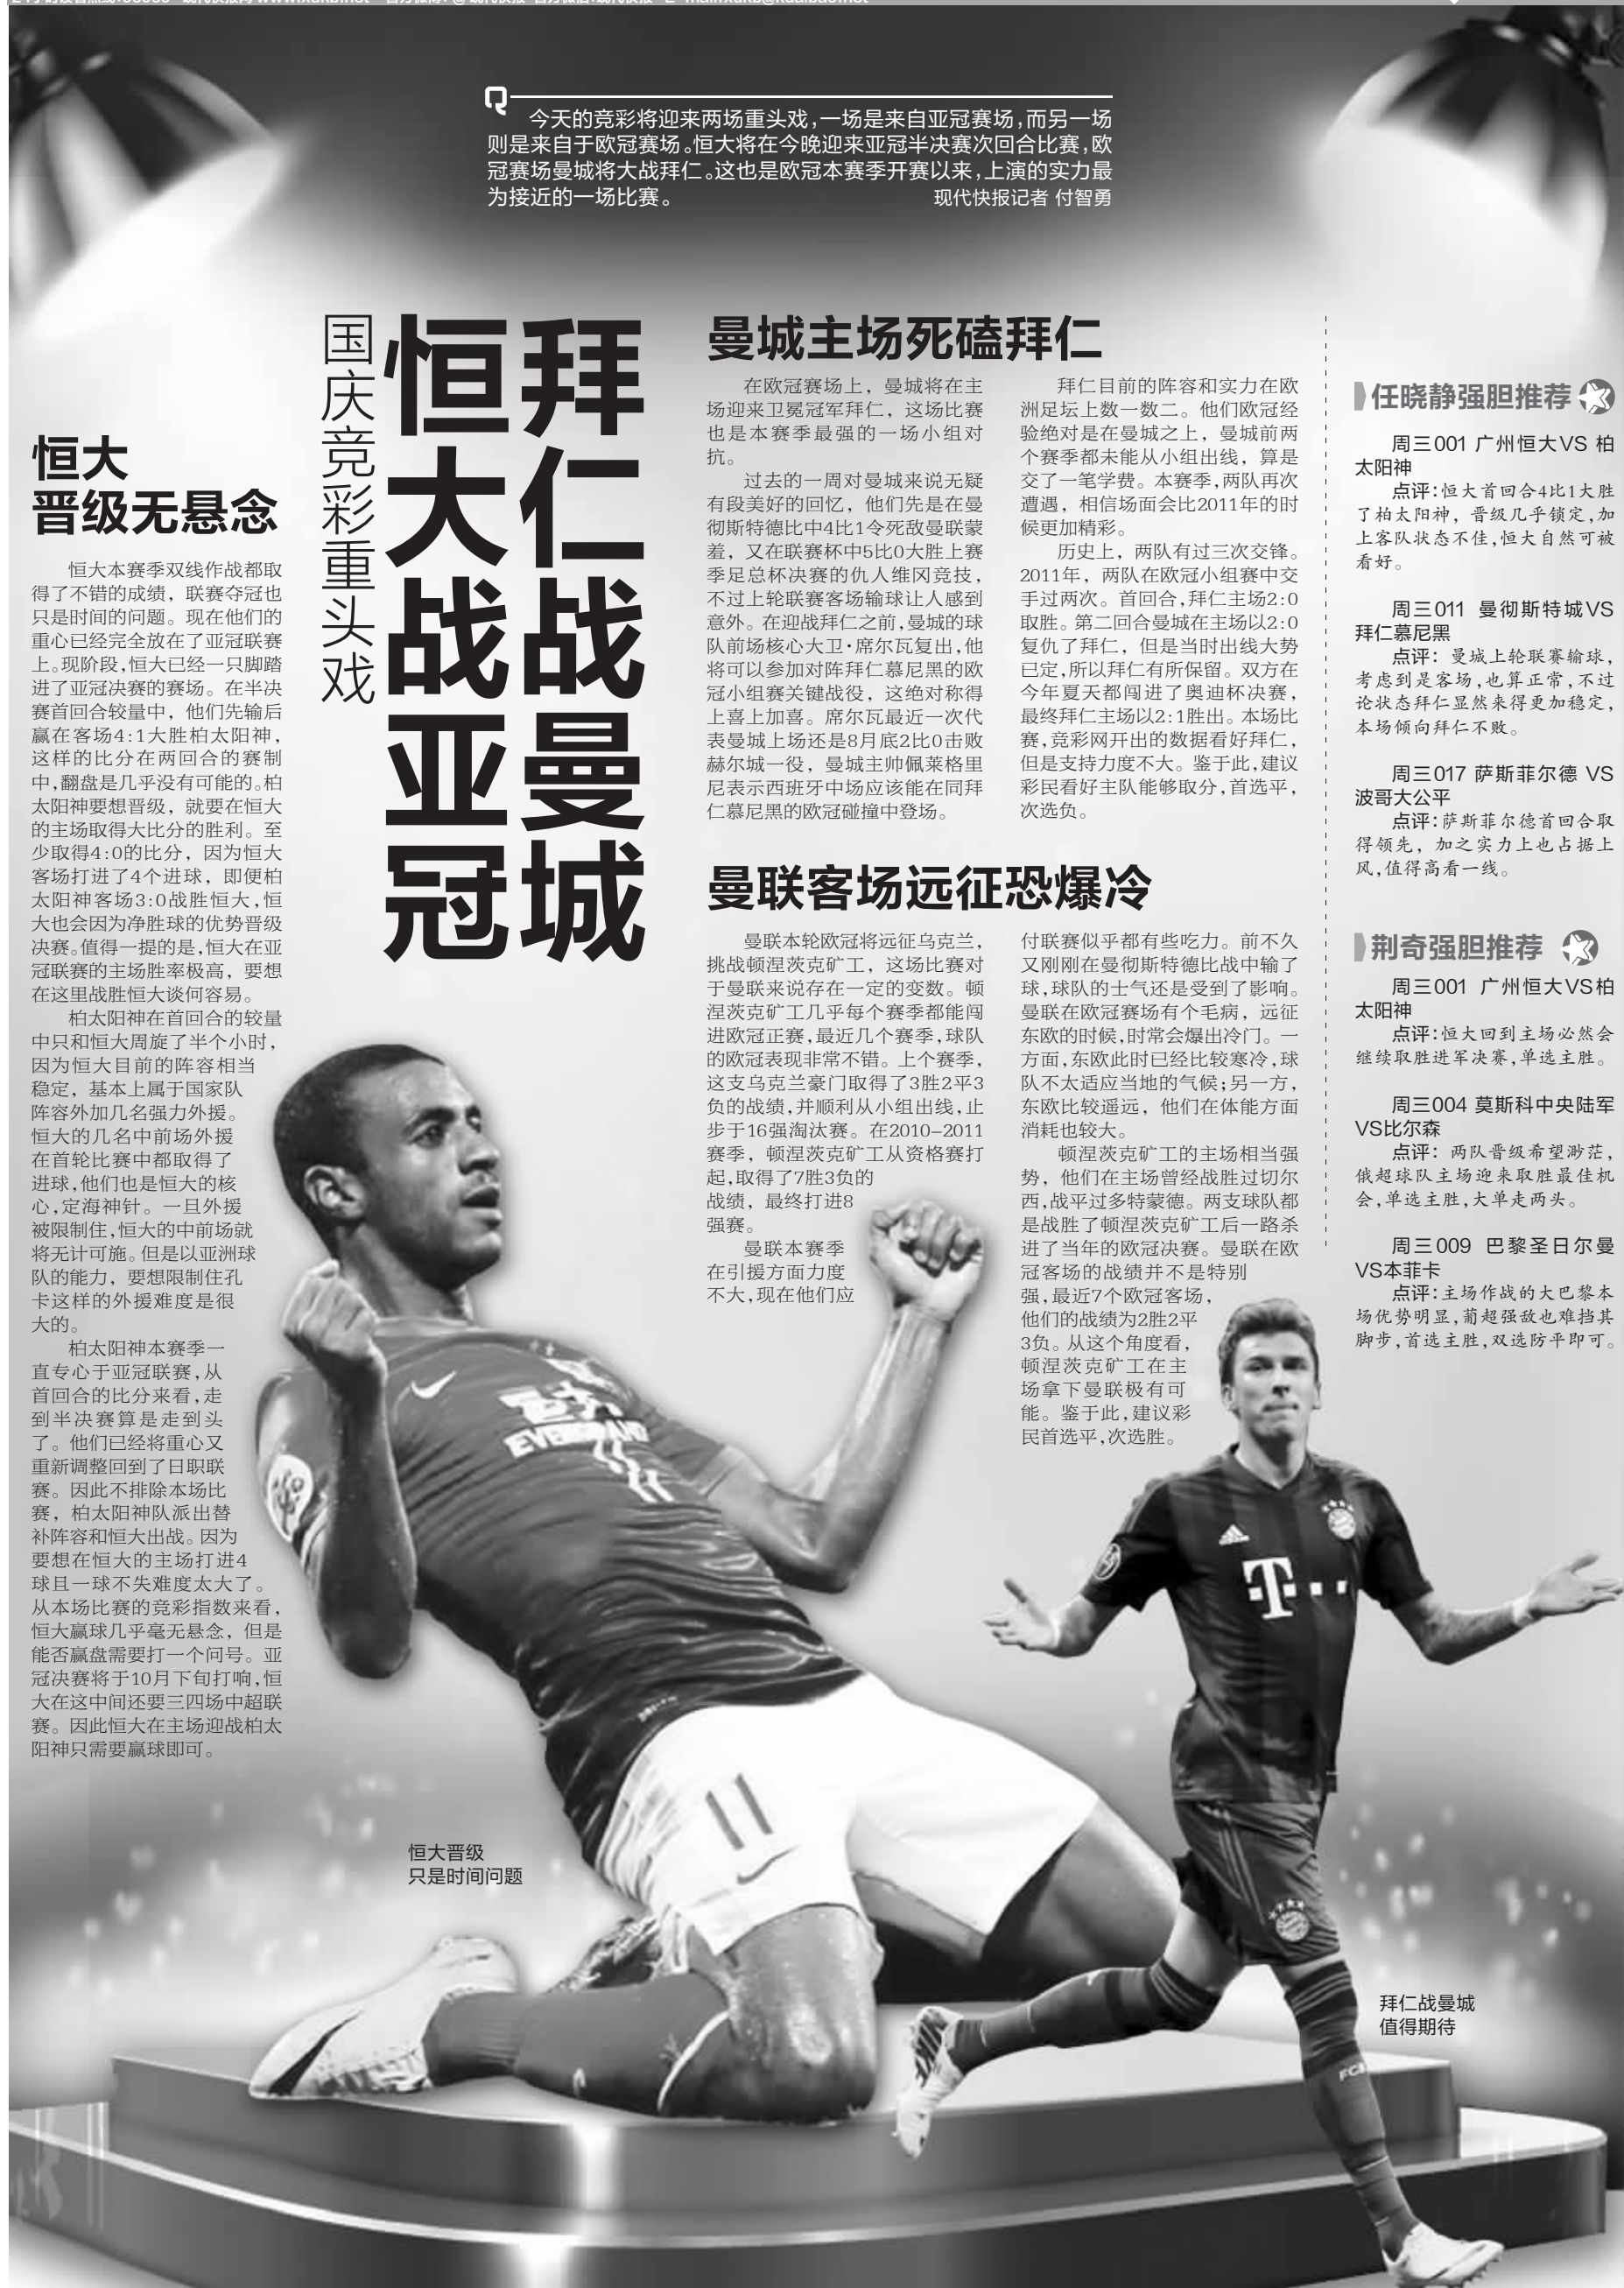 今天的竞彩将迎来两场重头戏,一场是来自亚冠赛场,而另一场
则是来自于欧冠赛场。恒大将在今晚迎来亚冠半决赛次回合比赛,欧
冠赛场曼城将大战拜仁。这也是欧冠本赛季开赛以来,上演的实力最
为接近的一场比赛。 现代快报记者 付智勇
国庆竞彩重头戏
拜仁战曼城
恒大战亚冠
恒大
晋级无悬念
恒大本赛季双线作战都取
得了不错的成绩，联赛夺冠也
只是时间的问题。现在他们的
重心已经完全放在了亚冠联赛
上。现阶段,恒大已经一只脚踏
进了亚冠决赛的赛场。在半决
赛首回合较量中，他们先输后
赢在客场4:1大胜柏太阳神，
这样的比分在两回合的赛制
中,翻盘是几乎没有可能的。柏
太阳神要想晋级，就要在恒大
的主场取得大比分的胜利。至
少取得4:0的比分，因为恒大
客场打进了4个进球，即便柏
太阳神客场3:0战胜恒大,恒
大也会因为净胜球的优势晋级
决赛。值得一提的是,恒大在亚
冠联赛的主场胜率极高，要想
在这里战胜恒大谈何容易。
柏太阳神在首回合的较量
中只和恒大周旋了半个小时，
因为恒大目前的阵容相当
稳定，基本上属于国家队
阵容外加几名强力外援。
恒大的几名中前场外援
在首轮比赛中都取得了
进球,他们也是恒大的核
心,定海神针。一旦外援
被限制住,恒大的中前场就
将无计可施。但是以亚洲球
队的能力，要想限制住孔
卡这样的外援难度是很
大的。
柏太阳神本赛季一
直专心于亚冠联赛,从
首回合的比分来看,走
到半决赛算是走到头
了。他们已经将重心又
重新调整回到了日职联
赛。因此不排除本场比
赛，柏太阳神队派出替
补阵容和恒大出战。因为
要想在恒大的主场打进4
球且一球不失难度太大了。
从本场比赛的竞彩指数来看，
恒大赢球几乎毫无悬念，但是
能否赢盘需要打一个问号。亚
冠决赛将于10月下旬打响,恒
大在这中间还要三四场中超联
赛。因此恒大在主场迎战柏太
阳神只需要赢球即可。
曼城主场死磕拜仁
在欧冠赛场上，曼城将在主
场迎来卫冕冠军拜仁，这场比赛
也是本赛季最强的一场小组对
抗。
过去的一周对曼城来说无疑
有段美好的回忆，他们先是在曼
彻斯特德比中4比1令死敌曼联蒙
羞，又在联赛杯中5比0大胜上赛
季足总杯决赛的仇人维冈竞技，
不过上轮联赛客场输球让人感到
意外。在迎战拜仁之前,曼城的球
队前场核心大卫·席尔瓦复出,他
将可以参加对阵拜仁慕尼黑的欧
冠小组赛关键战役，这绝对称得
上喜上加喜。席尔瓦最近一次代
表曼城上场还是8月底2比0击败
赫尔城一役，曼城主帅佩莱格里
尼表示西班牙中场应该能在同拜
仁慕尼黑的欧冠碰撞中登场。
拜仁目前的阵容和实力在欧
洲足坛上数一数二。他们欧冠经
验绝对是在曼城之上，曼城前两
个赛季都未能从小组出线，算是
交了一笔学费。本赛季,两队再次
遭遇，相信场面会比2011年的时
候更加精彩。
历史上，两队有过三次交锋。
2011年，两队在欧冠小组赛中交
手过两次。首回合,拜仁主场2:0
取胜。第二回合曼城在主场以2:0
复仇了拜仁，但是当时出线大势
已定,所以拜仁有所保留。双方在
今年夏天都闯进了奥迪杯决赛，
最终拜仁主场以2:1胜出。本场比
赛,竞彩网开出的数据看好拜仁，
但是支持力度不大。鉴于此,建议
彩民看好主队能够取分,首选平，
次选负。
曼联客场远征恐爆冷
曼联本轮欧冠将远征乌克兰，
挑战顿涅茨克矿工，这场比赛对
于曼联来说存在一定的变数。顿
涅茨克矿工几乎每个赛季都能闯
进欧冠正赛,最近几个赛季,球队
的欧冠表现非常不错。上个赛季，
这支乌克兰豪门取得了3胜2平3
负的战绩,并顺利从小组出线,止
步于16强淘汰赛。在2010–2011
赛季，顿涅茨克矿工从资格赛打
起,取得了7胜3负的
战绩，最终打进8
强赛。
曼联本赛季
在引援方面力度
不大,现在他们应
付联赛似乎都有些吃力。前不久
又刚刚在曼彻斯特德比战中输了
球,球队的士气还是受到了影响。
曼联在欧冠赛场有个毛病，远征
东欧的时候,时常会爆出冷门。一
方面,东欧此时已经比较寒冷,球
队不太适应当地的气候;另一方，
东欧比较遥远，他们在体能方面
消耗也较大。
顿涅茨克矿工的主场相当强
势，他们在主场曾经战胜过切尔
西,战平过多特蒙德。两支球队都
是战胜了顿涅茨克矿工后一路杀
进了当年的欧冠决赛。曼联在欧
冠客场的战绩并不是特别
强,最近7个欧冠客场，
他们的战绩为2胜2平
3负。从这个角度看，
顿涅茨克矿工在主
场拿下曼联极有可
能。鉴于此,建议彩
民首选平,次选胜。
任晓静强胆推荐
周三001 广州恒大VS 柏
太阳神
点评:恒大首回合4比1大胜
了柏太阳神，晋级几乎锁定,加
上客队状态不佳,恒大自然可被
看好。
周三011 曼彻斯特城VS
拜仁慕尼黑
点评：曼城上轮联赛输球，
考虑到是客场,也算正常,不过
论状态拜仁显然来得更加稳定，
本场倾向拜仁不败。
周三017 萨斯菲尔德 VS
波哥大公平
点评:萨斯菲尔德首回合取
得领先，加之实力上也占据上
风,值得高看一线。
荆奇强胆推荐
周三001 广州恒大VS柏
太阳神
点评:恒大回到主场必然会
继续取胜进军决赛,单选主胜。
周三004 莫斯科中央陆军
VS比尔森
点评：两队晋级希望渺茫，
俄超球队主场迎来取胜最佳机
会,单选主胜,大单走两头。
周三009 巴黎圣日尔曼
VS本菲卡
点评:主场作战的大巴黎本
场优势明显,葡超强敌也难挡其
脚步,首选主胜,双选防平即可。
恒大晋级
只是时间问题
拜仁战曼城
值得期待
11
T